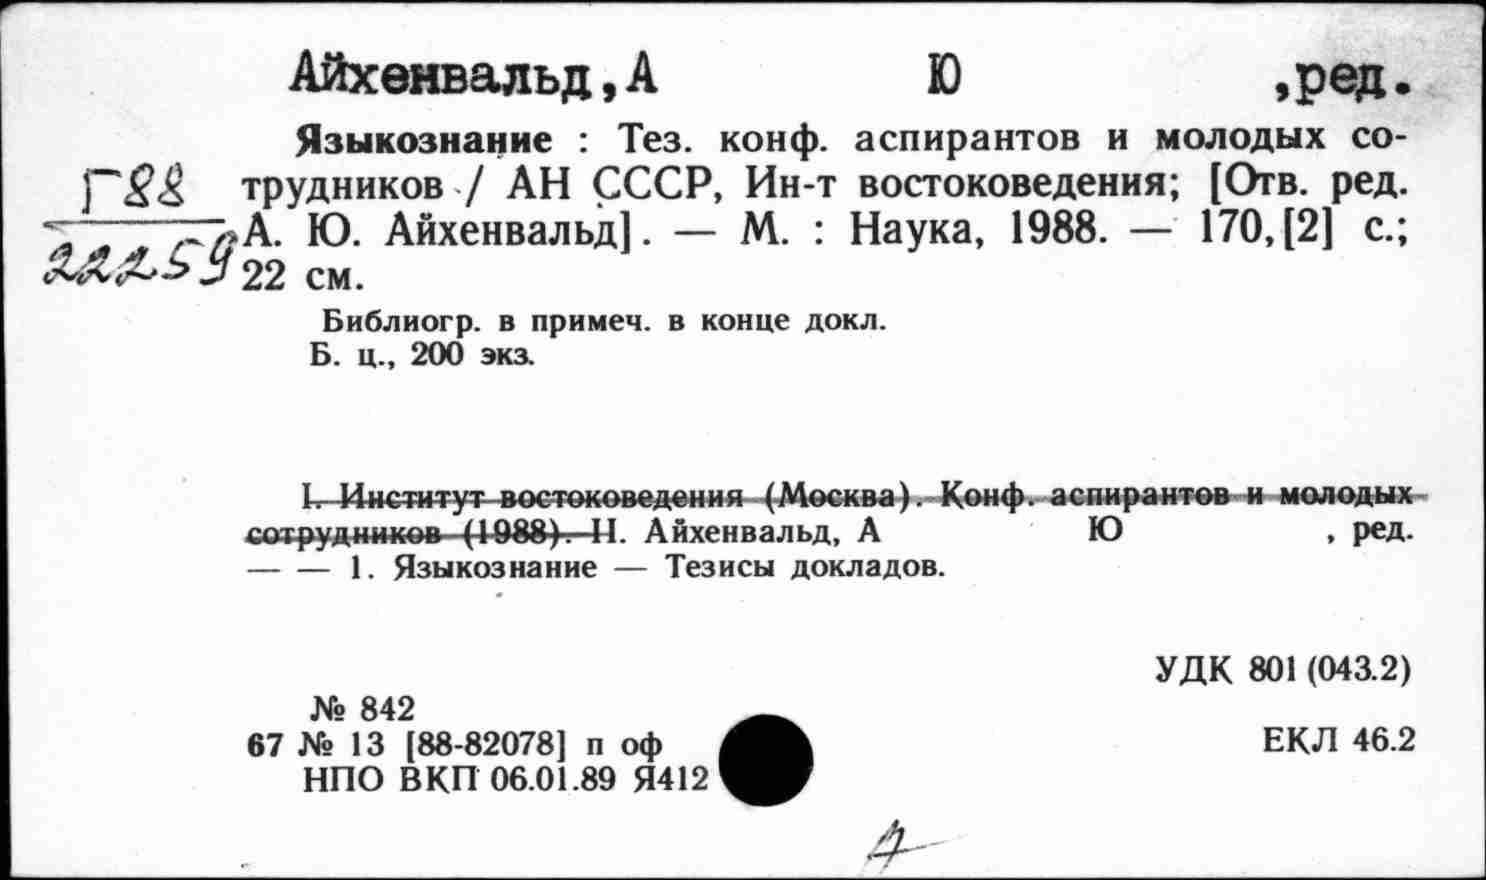 Айхенвальд, А Ю , ред.
Языкознание : Тез. конф. аспирантов и молодых со-
Г88 трудников / АН СССР, Ин-т востоковедения; [Отв. ред.
А. Ю. Айхенвальд]. — М. : Наука, 1988. — 170, [2] с.;
22259 22 см.
Библиогр. в примеч. в конце докл.
Б. ц., 200 экз.
I. Институт востоковедения (Москва). Конф. аспирантов и молодых
сотрудников (1988). II. Айхенвальд, А Ю , ред.
— — 1. Языкознание — Тезисы докладов.
УДК 801 (043.2)
№ 842
67 № 13 [88-82078] п оф ЕКЛ 46.2
НПО ВКП 06.01.89 Я412